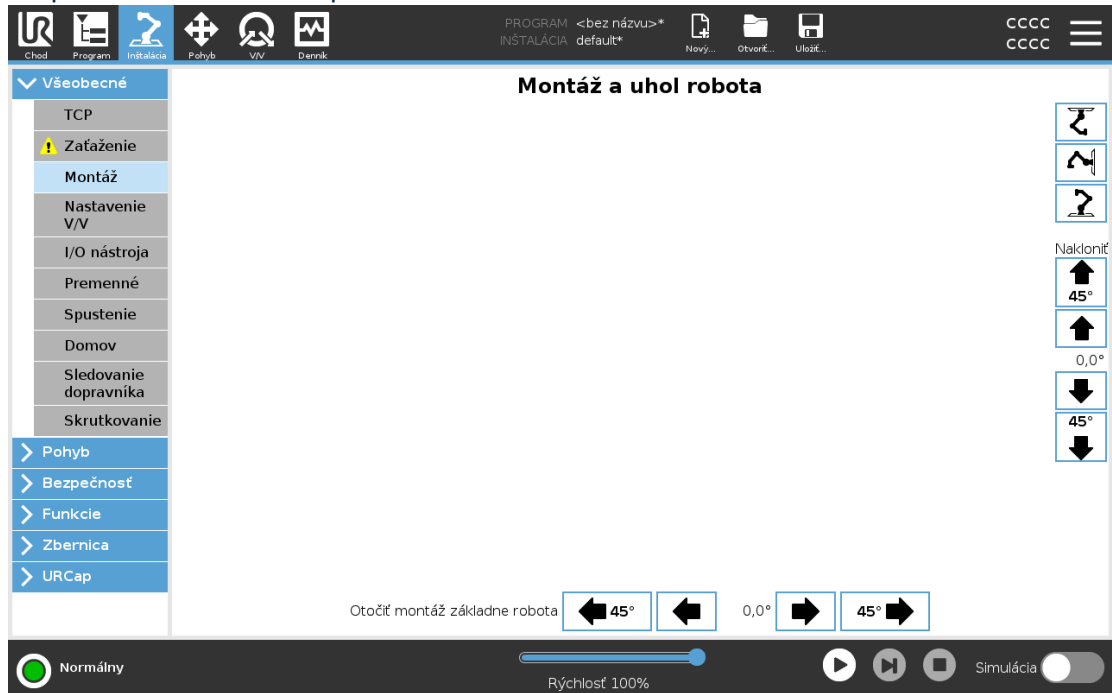 PROGRAM <bez názvu>*
INŠTALÁCIA default*
Chod Program Inštalácia Pohyb V/V Denník
Nový... Otvoriť... Uložiť...
cccc
cccc
Všeobecné
TCP
Zaťaženie
Montáž
Nastavenie
V/V
I/O nástroja
Premenné
Spustenie
Domov
Sledovanie
dopravníka
Skrutkovanie
Pohyb
Bezpečnosť
Funkcie
Zbernica
URCap
Montáž a uhol robota
Nakloniť
45°
0,0°
45°
Otočiť montáž základne robota 45° 0,0° 45°
Normálny
Rýchlosť 100%
Simulácia